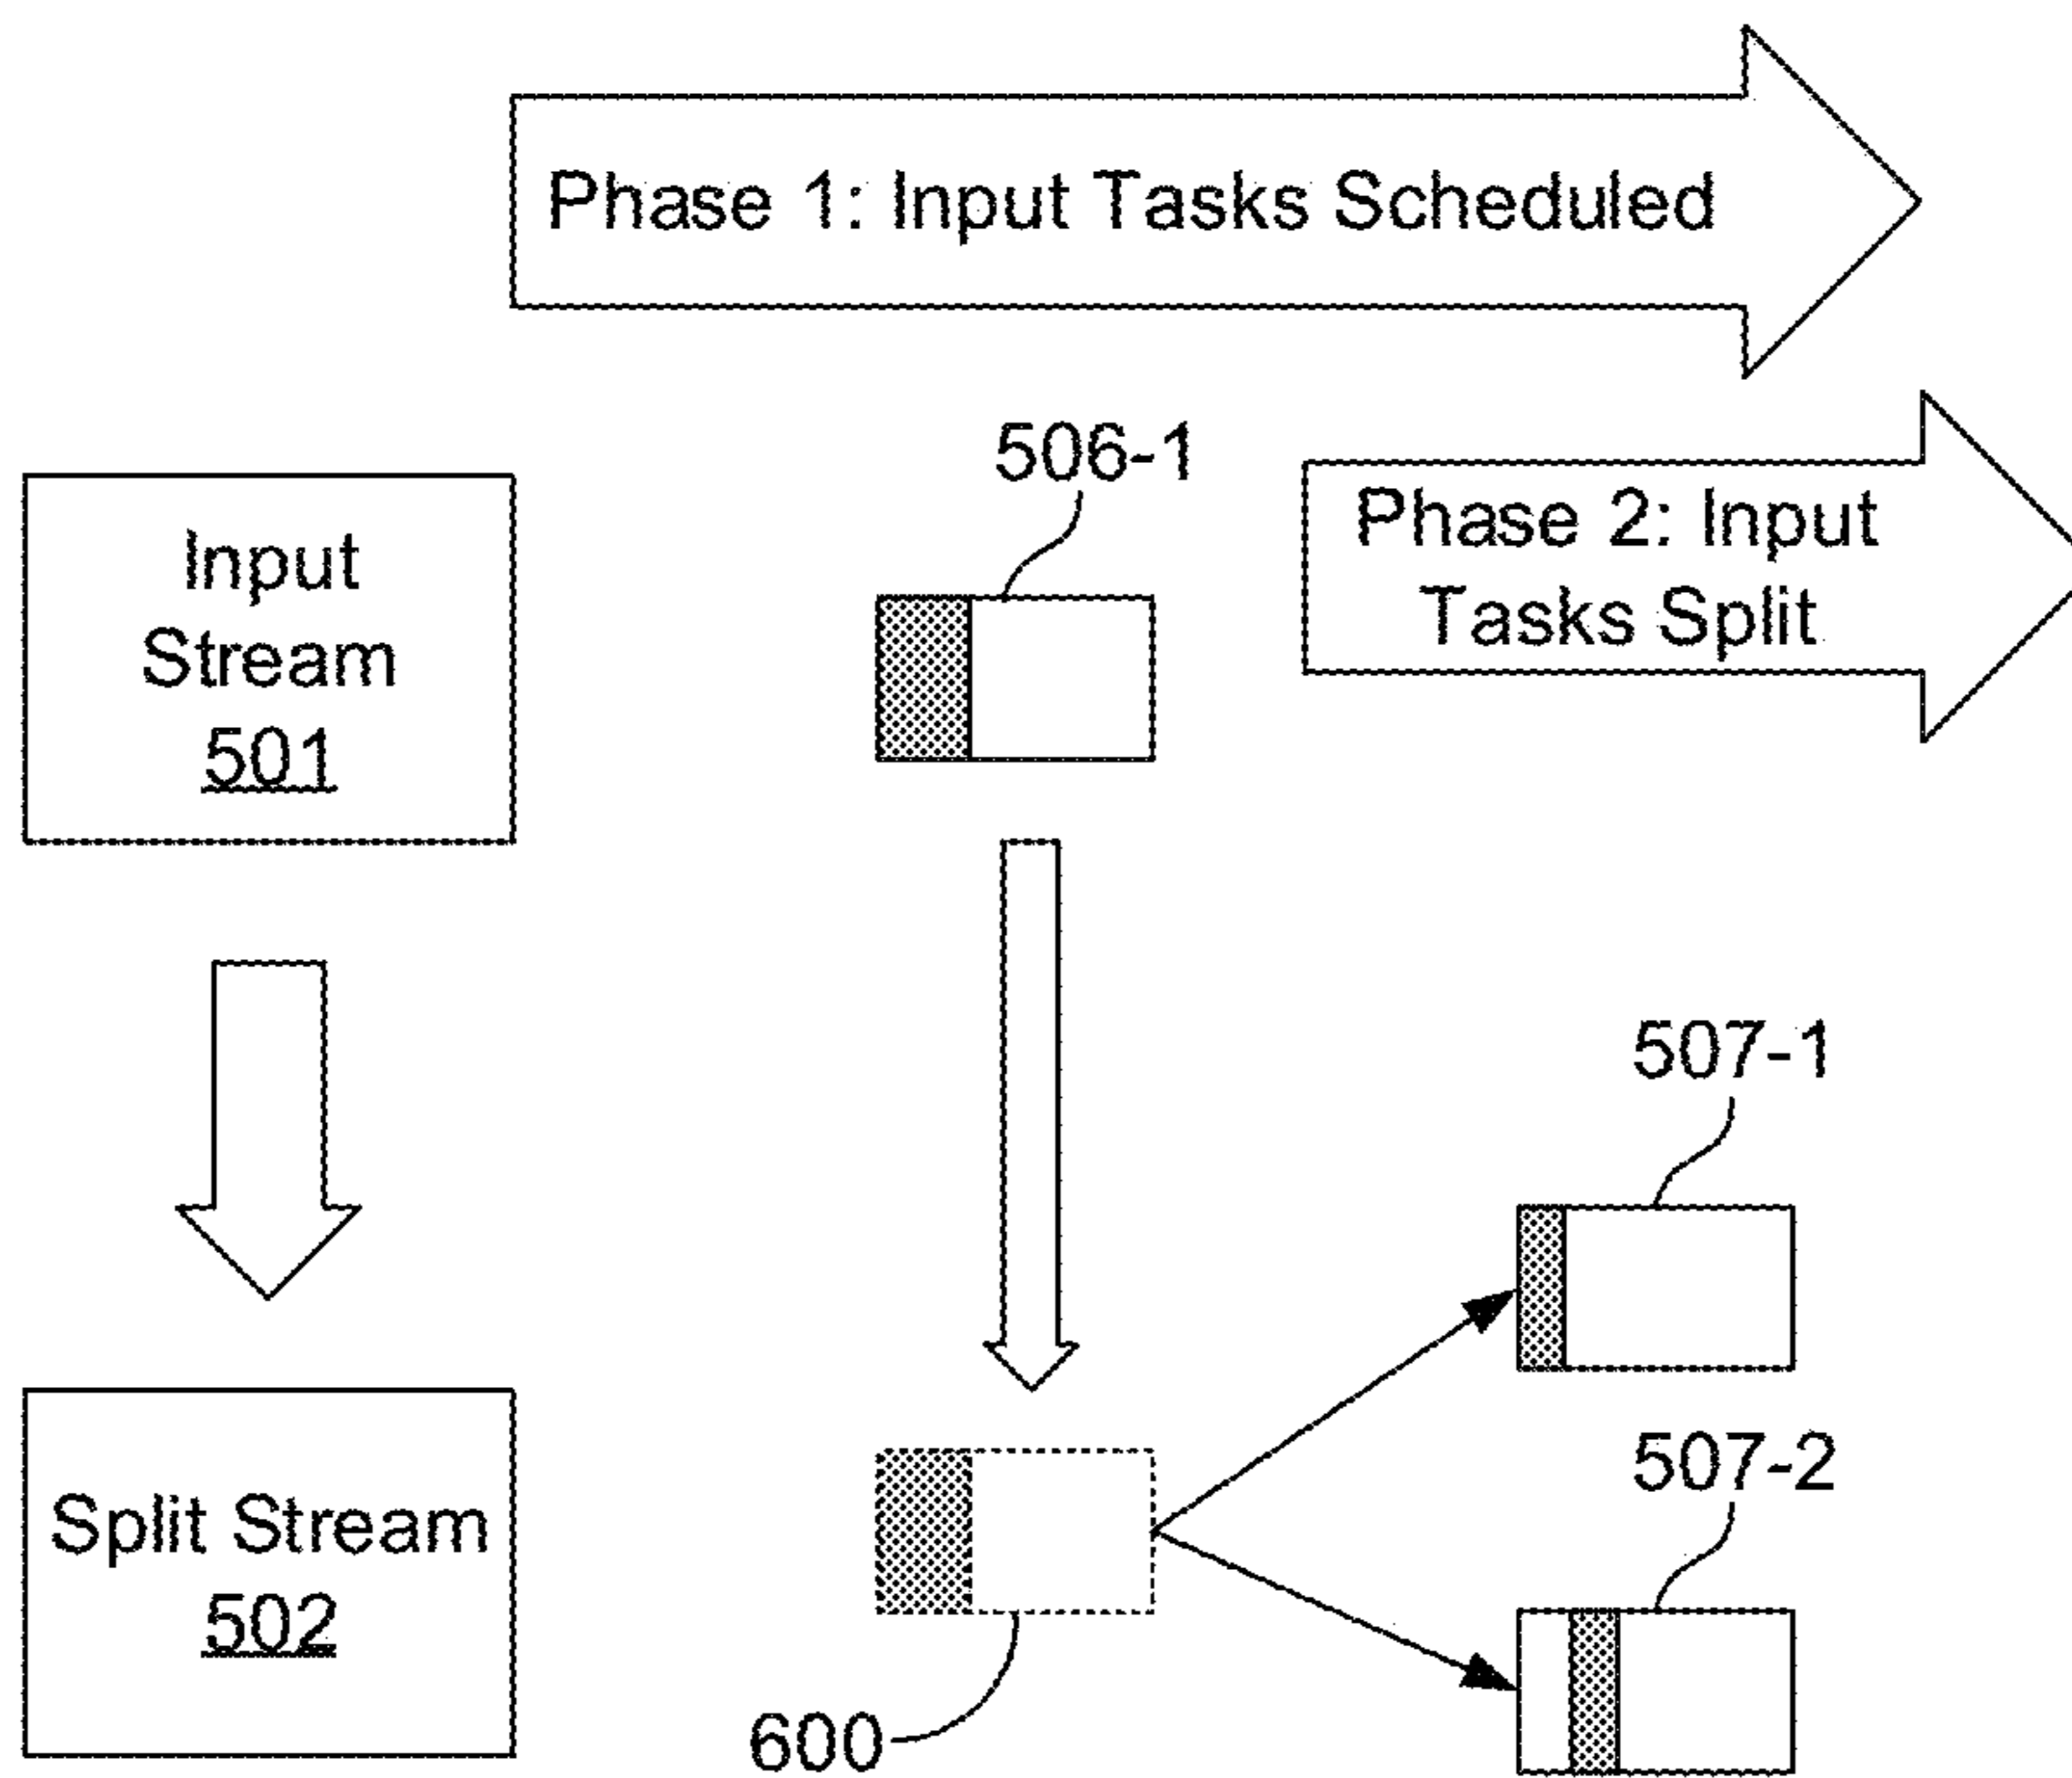 Phase 1: Input Tasks Scheduled
506-1
Phase 2: Input
Tasks Split
Input
Stream
501
507-1
507-2
Split Stream
502
600